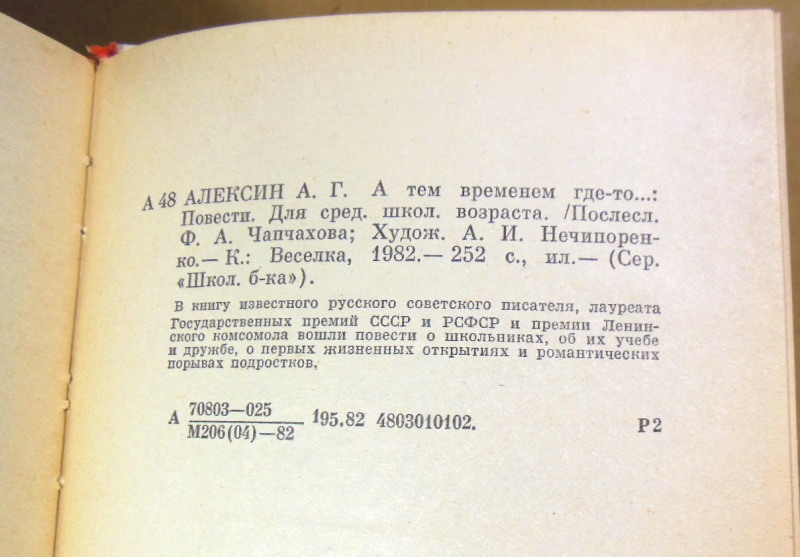 А 48 АЛЕКСИН А. Г. А тем временем где-то...:
Повести. Для сред. школ. возраста. /Послесл.
Ф. А. Чапчахова; Худож. А. И. Нечипорен-
ко.— К.: Веселка, 1982.— 252 с., ил.— (Сер.
«Школ. б-ка»).
В книгу известного русского советского писателя, лауреата
Государственных премий СССР и РСФСР и премии Ленин-
ского комсомола вошли повести о школьниках, об их учебе
и дружбе, о первых жизненных открытиях и романтических
порывах подростков.
А 70803—025 195.82 4803010102. Р2
М206(04)—82